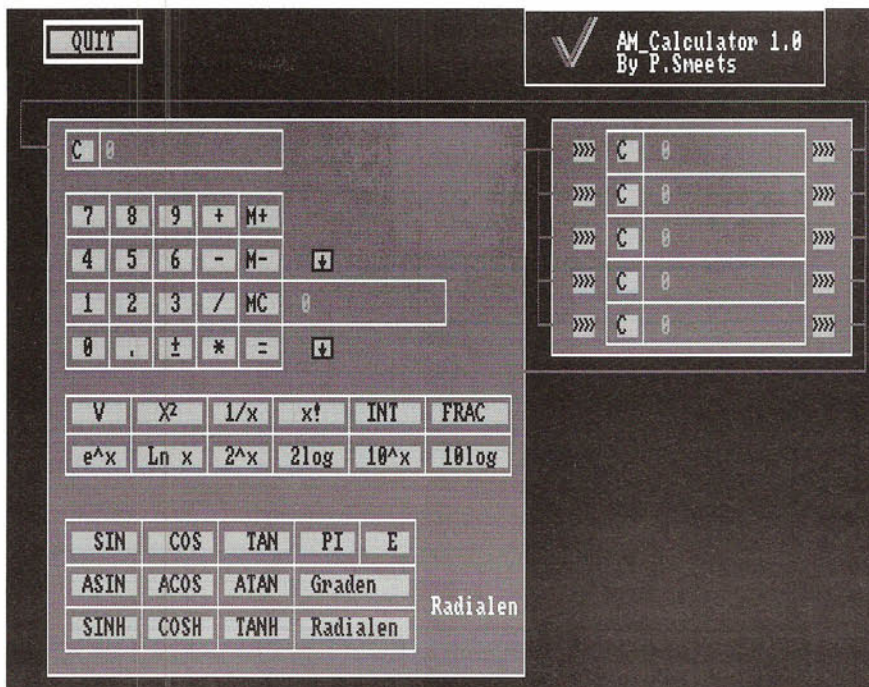 QUIT
AM_Calculator 1.0
By P.Smeets
C 0
7 8 9 + M+
4 5 6 - M-
1 2 3 / MC 0
0 . ± * =
V X² 1/x x! INT FRAC
e^x Ln x 2^x 2log 10^x 10log
SIN COS TAN PI E
ASIN ACOS ATAN Graden
SINH COSH TANH Radialen
Radialen
»» C 0 »»
»» C 0 »»
»» C 0 »»
»» C 0 »»
»» C 0 »»